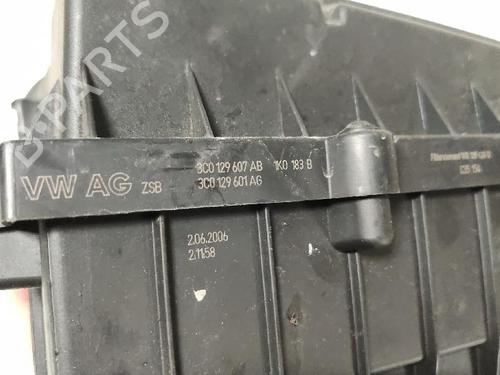 B-PARTS
3C0 129 607 AB 1K0 183 B
VW AG ZSB 3C0 129 601 AG
2.06.2006
2.11:58